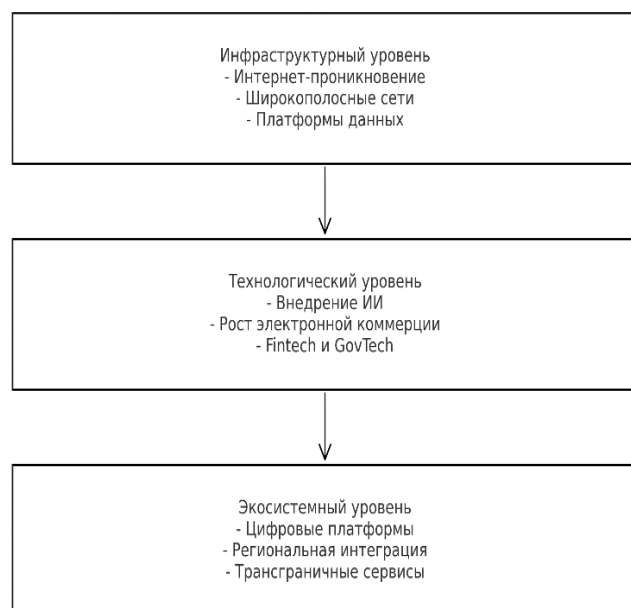 Инфраструктурный уровень
- Интернет-проникновение
- Широкополосные сети
- Платформы данных
Технологический уровень
- Внедрение ИИ
- Рост электронной коммерции
- Fintech и GovTech
Экосистемный уровень
- Цифровые платформы
- Региональная интеграция
- Трансграничные сервисы